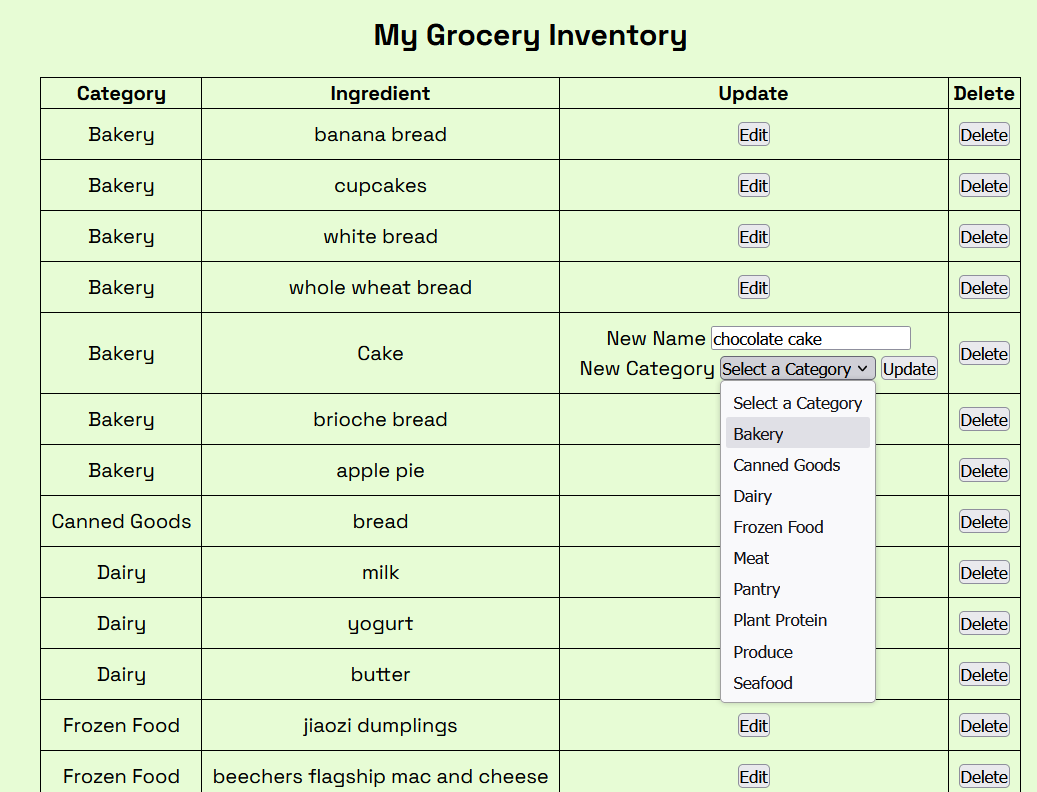 My Grocery Inventory
Category Ingredient Update Delete
Bakery banana bread Edit Delete
Bakery cupcakes Edit Delete
Bakery white bread Edit Delete
Bakery whole wheat bread Edit Delete
Bakery Cake New Name chocolate cake Delete
New Category Select a Category Update
Select a Category
Bakery
Canned Goods
Dairy
Frozen Food
Meat
Pantry
Plant Protein
Produce
Seafood
Bakery brioche bread Delete
Bakery apple pie Delete
Canned Goods bread Delete
Dairy milk Delete
Dairy yogurt Delete
Dairy butter Delete
Frozen Food jiaozi dumplings Edit Delete
Frozen Food beechers flagship mac and cheese Edit Delete